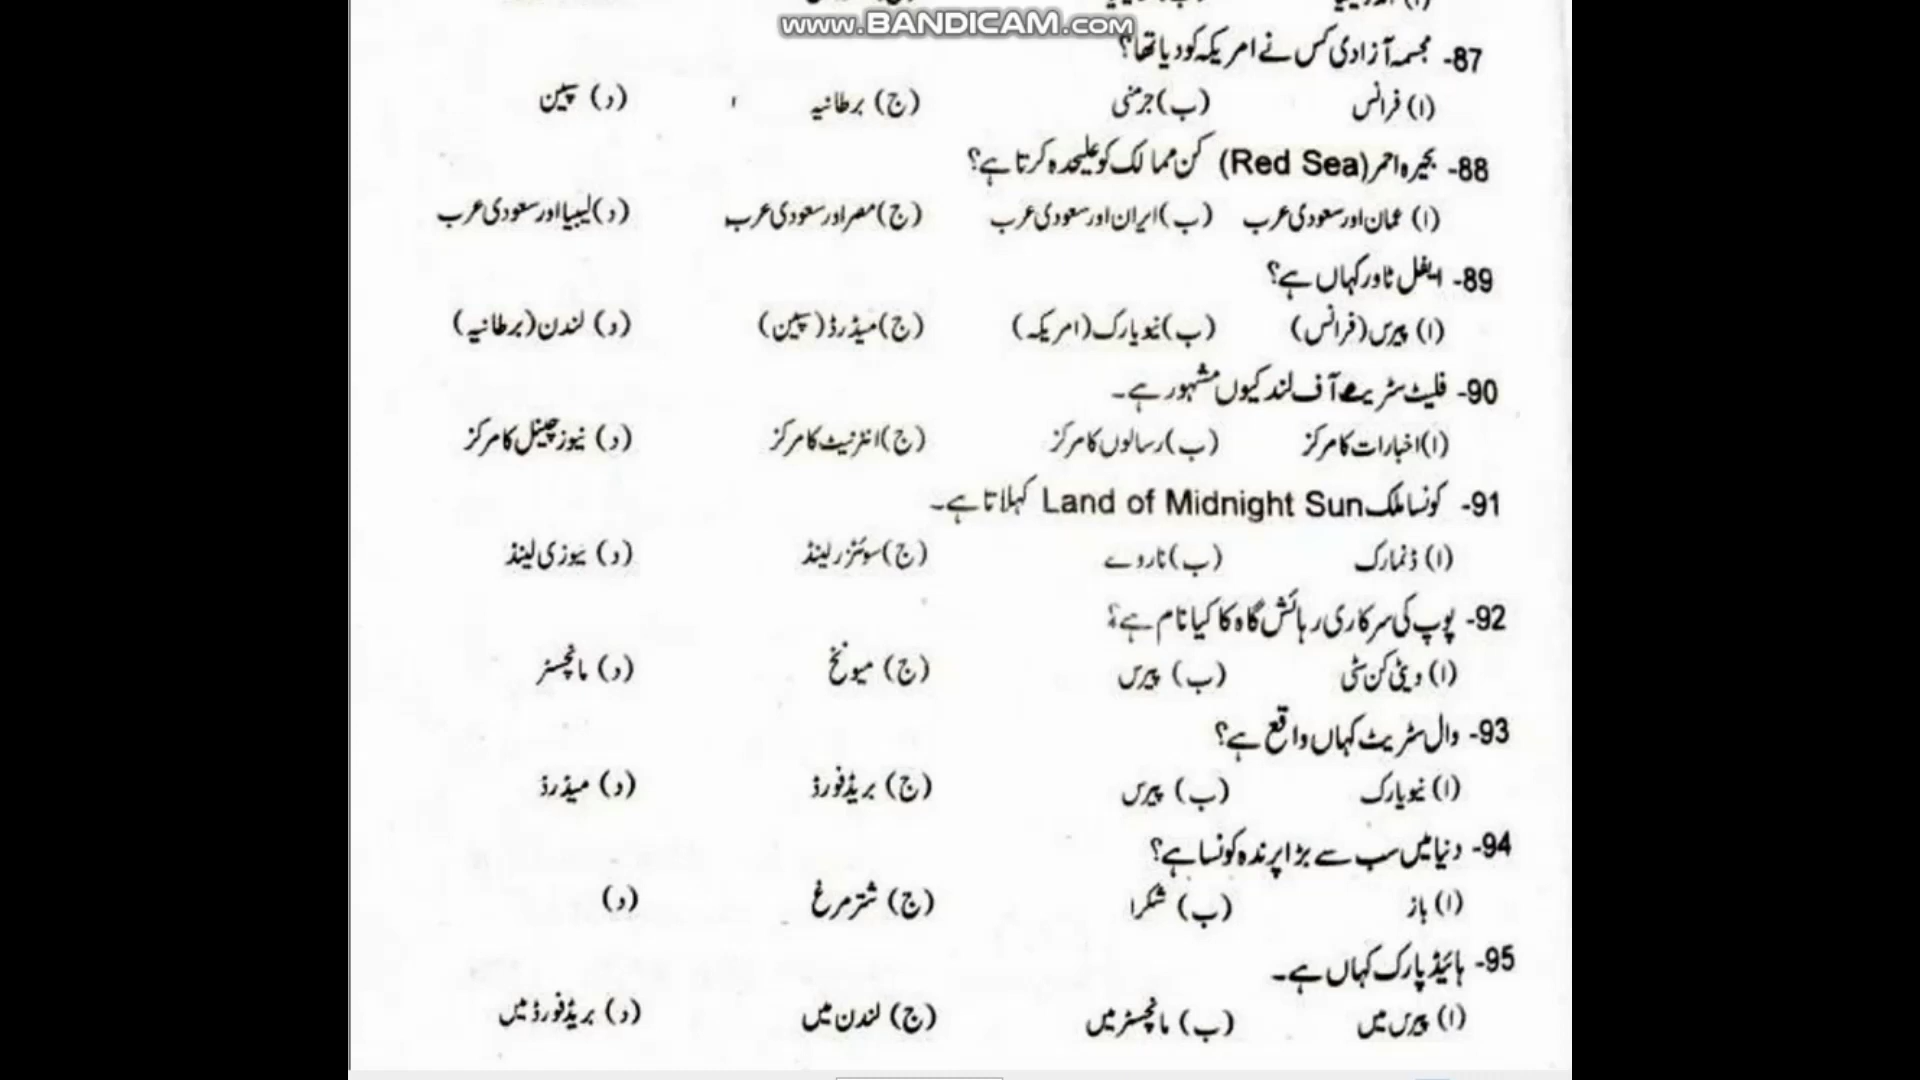 WWW.BANDICAM.COM
87- مجسمہ آزادی کس نے امریکہ کو دیا تھا؟
(ا) فرانس (ب) جرمنی (ج) برطانیہ (د) سپین
88- بحیرہ احمر (Red Sea) کن ممالک کو علیحدہ کرتا ہے؟
(ا) عمان اور سعودی عرب (ب) ایران اور سعودی عرب (ج) مصر اور سعودی عرب (د) لیبیا اور سعودی عرب
89- ایفل ٹاور کہاں ہے؟
(ا) پیرس (فرانس) (ب) نیویارک (امریکہ) (ج) میڈرڈ (سپین) (د) لندن (برطانیہ)
90- فلیٹ سٹریٹ آف لند کیوں مشہور ہے۔
(ا) اخبارات کا مرکز (ب) رسالوں کا مرکز (ج) انٹرنیٹ کا مرکز (د) نیوز چینل کا مرکز
91- کونسا ملک Land of Midnight Sun کہلاتا ہے۔
(ا) ڈنمارک (ب) ناروے (ج) سوئٹزرلینڈ (د) نیوزی لینڈ
92- پوپ کی سرکاری رہائش گاہ کا کیا نام ہے؟
(ا) ویٹی کن سٹی (ب) پیرس (ج) میونخ (د) مانچسٹر
93- وال سٹریٹ کہاں واقع ہے؟
(ا) نیویارک (ب) پیرس (ج) بریڈفورڈ (د) میڈرڈ
94- دنیا میں سب سے بڑا پرندہ کونسا ہے؟
(ا) باز (ب) شکرا (ج) شتر مرغ (د)
95- ہائیڈ پارک کہاں ہے۔
(ا) پیرس میں (ب) مانچسٹر میں (ج) لندن میں (د) بریڈفورڈ میں